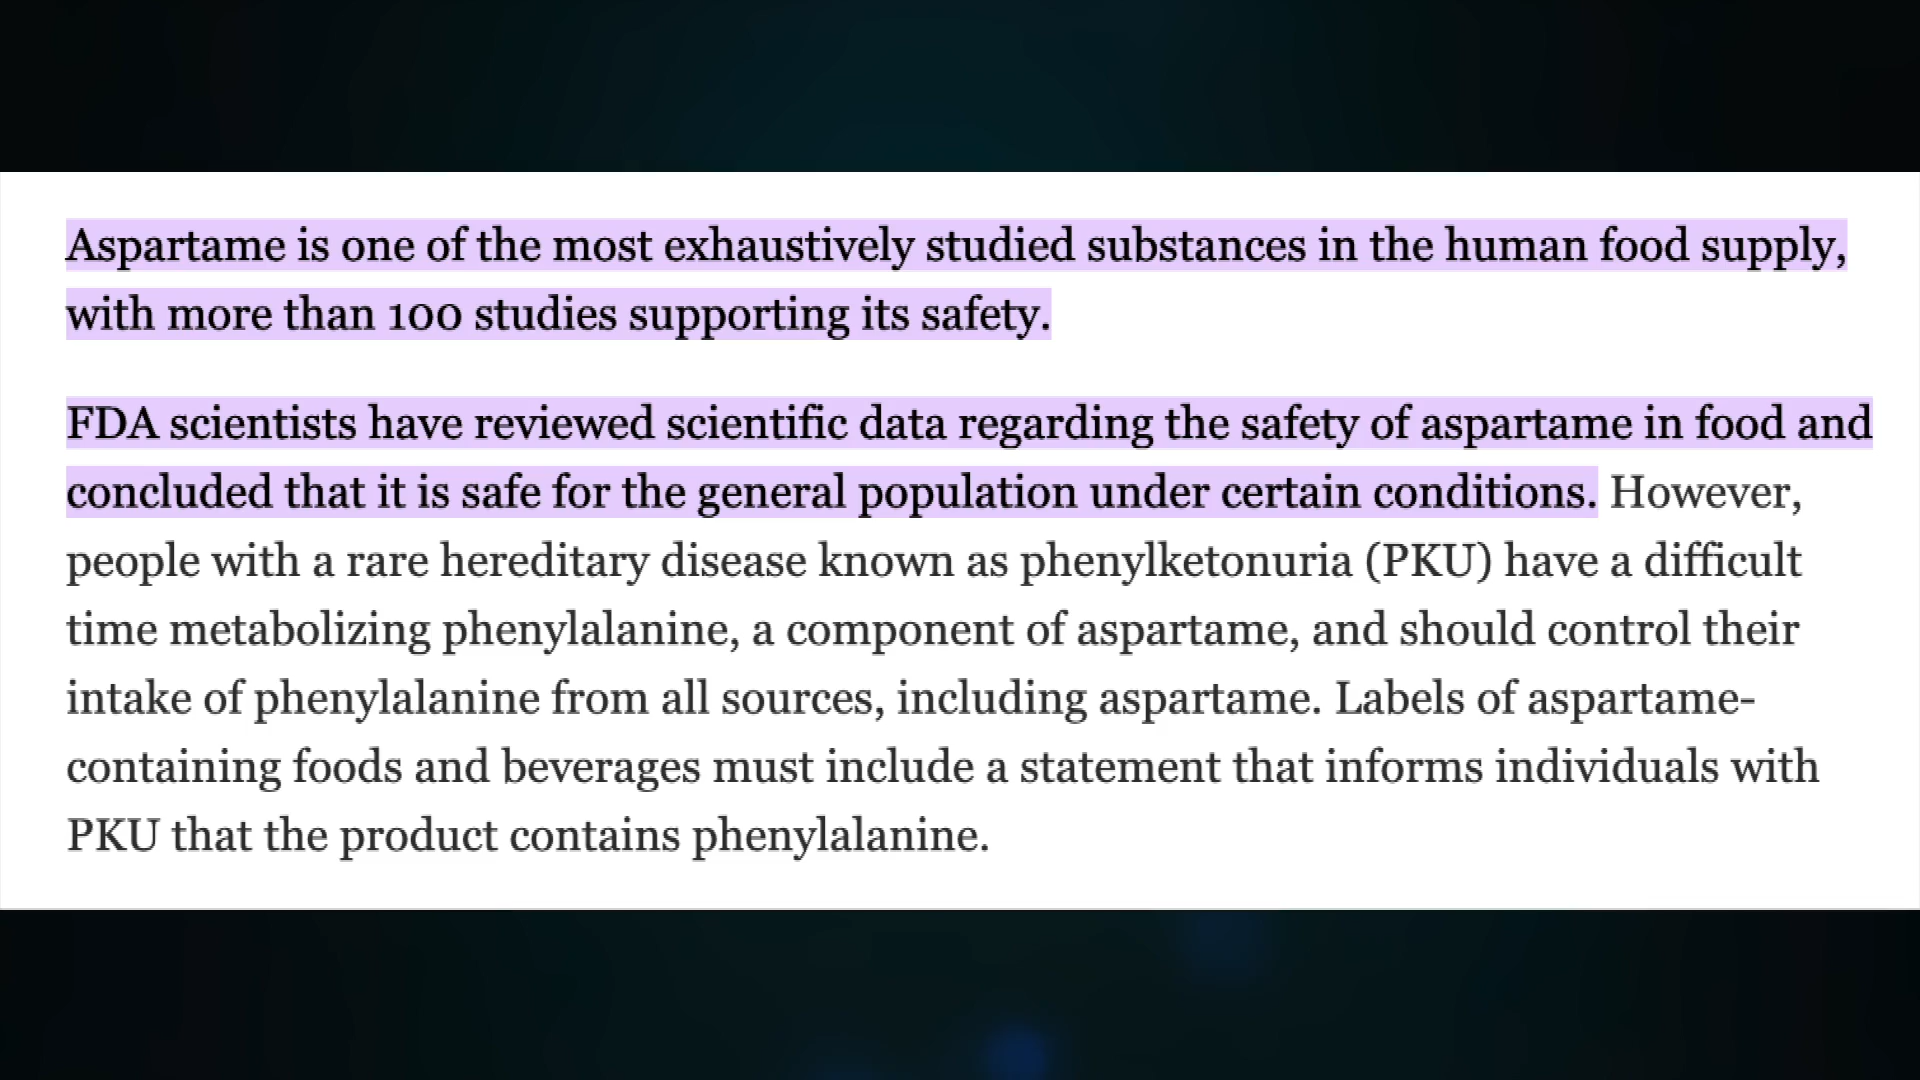 Aspartame is one of the most exhaustively studied substances in the human food supply,
with more than 100 studies supporting its safety.
FDA scientists have reviewed scientific data regarding the safety of aspartame in food and
concluded that it is safe for the general population under certain conditions. However,
people with a rare hereditary disease known as phenylketonuria (PKU) have a difficult
time metabolizing phenylalanine, a component of aspartame, and should control their
intake of phenylalanine from all sources, including aspartame. Labels of aspartame-
containing foods and beverages must include a statement that informs individuals with
PKU that the product contains phenylalanine.